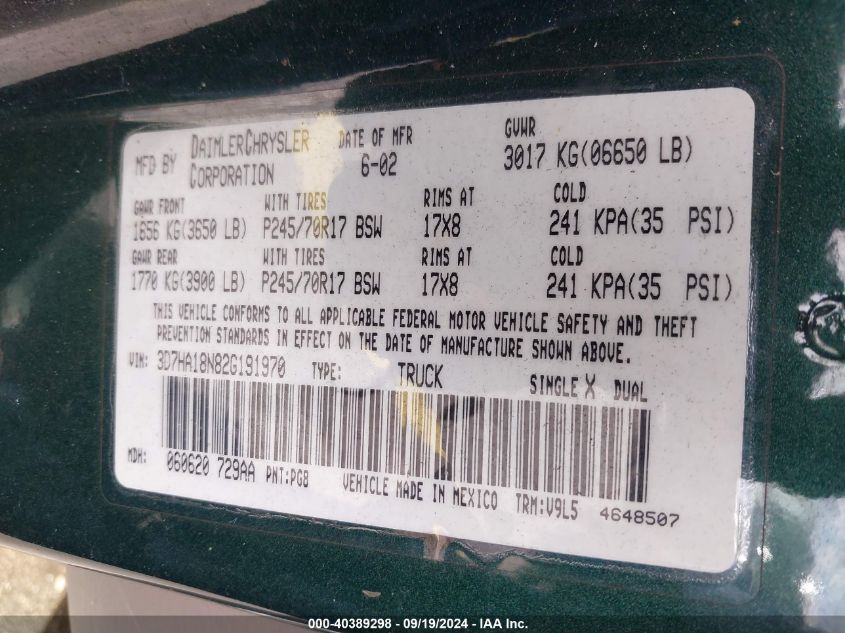 MFD BY DAIMLERCHRYSLER CORPORATION DATE OF MFR 6-02 GVWR 3017 KG(06650 LB)
GAWR FRONT WITH TIRES RIMS AT COLD
1656 KG(3650 LB) P245/70R17 BSW 17X8 241 KPA(35 PSI)
GAWR REAR WITH TIRES RIMS AT COLD
1770 KG(3900 LB) P245/70R17 BSW 17X8 241 KPA(35 PSI)
THIS VEHICLE CONFORMS TO ALL APPLICABLE FEDERAL MOTOR VEHICLE SAFETY AND THEFT
PREVENTION STANDARDS IN EFFECT ON THE DATE OF MANUFACTURE SHOWN ABOVE.
VIN: 3D7HA18N82G191970 TYPE: TRUCK SINGLE X DUAL
MDH: 060620 729AA PNT:PG8 VEHICLE MADE IN MEXICO TRM:V9L5 4648507
000-40389298 - 09/19/2024 - © IAA, Inc.